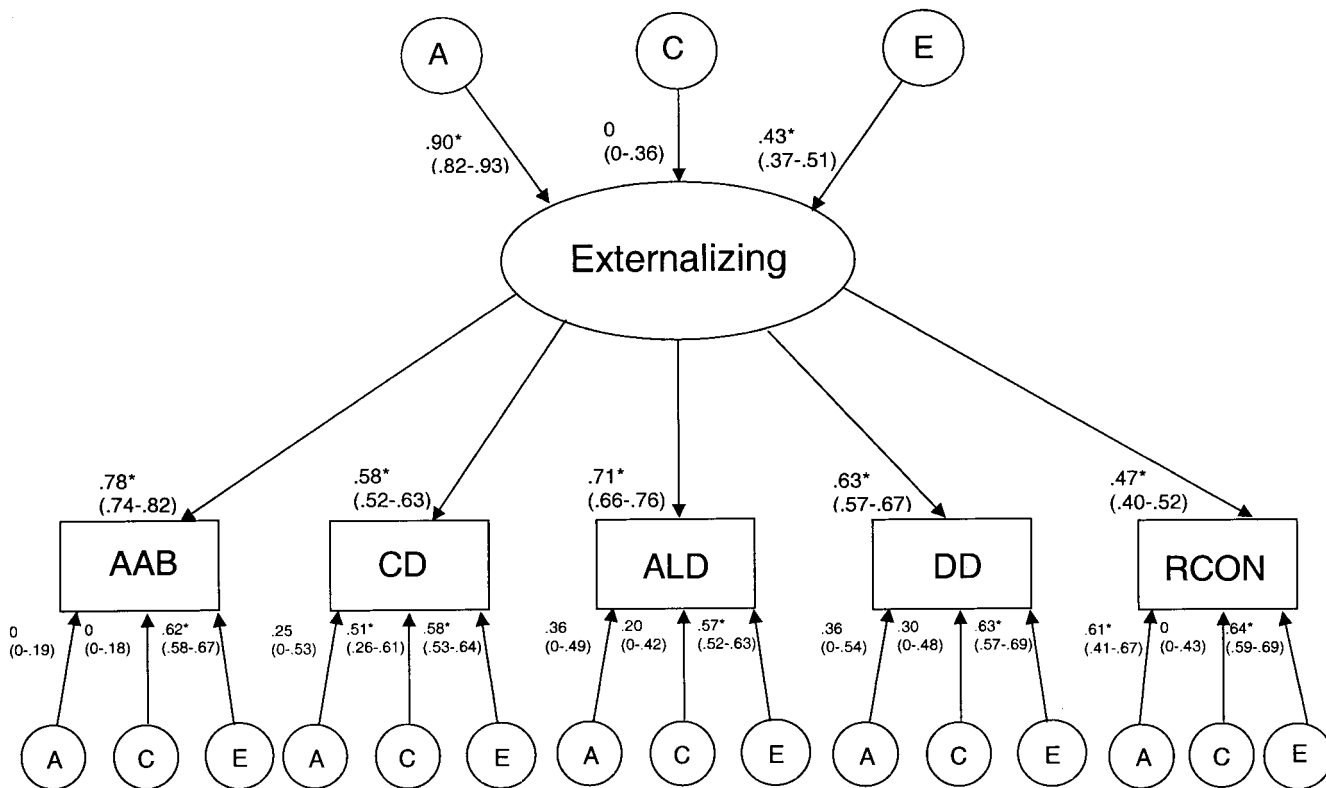 A
C
E
.90*
(.82-.93)
0
(0-.36)
.43*
(.37-.51)
Externalizing
.78*
(.74-.82)
.58*
(.52-.63)
.71*
(.66-.76)
.63*
(.57-.67)
.47*
(.40-.52)
AAB
CD
ALD
DD
RCON
0
(0-.19)
0
(0-.18)
.62*
(.58-.67)
.25
(0-.53)
.51*
(.26-.61)
.58*
(.53-.64)
.36
(0-.49)
.20
(0-.42)
.57*
(.52-.63)
.36
(0-.54)
.30
(0-.48)
.63*
(.57-.69)
.61*
(.41-.67)
0
(0-.43)
.64*
(.59-.69)
A
C
E
A
C
E
A
C
E
A
C
E
A
C
E